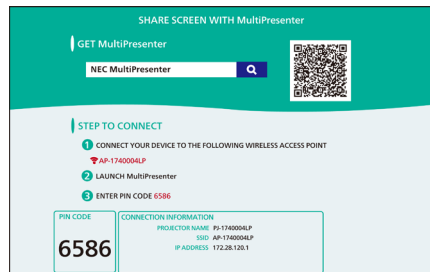 SHARE SCREEN WITH MultiPresenter
GET MultiPresenter
NEC MultiPresenter
STEP TO CONNECT
1 CONNECT YOUR DEVICE TO THE FOLLOWING WIRELESS ACCESS POINT
AP-1740004LP
2 LAUNCH MultiPresenter
3 ENTER PIN CODE 6586
PIN CODE
6586
CONNECTION INFORMATION
PROJECTOR NAME PJ-1740004LP
SSID AP-1740004LP
IP ADDRESS 172.28.120.1